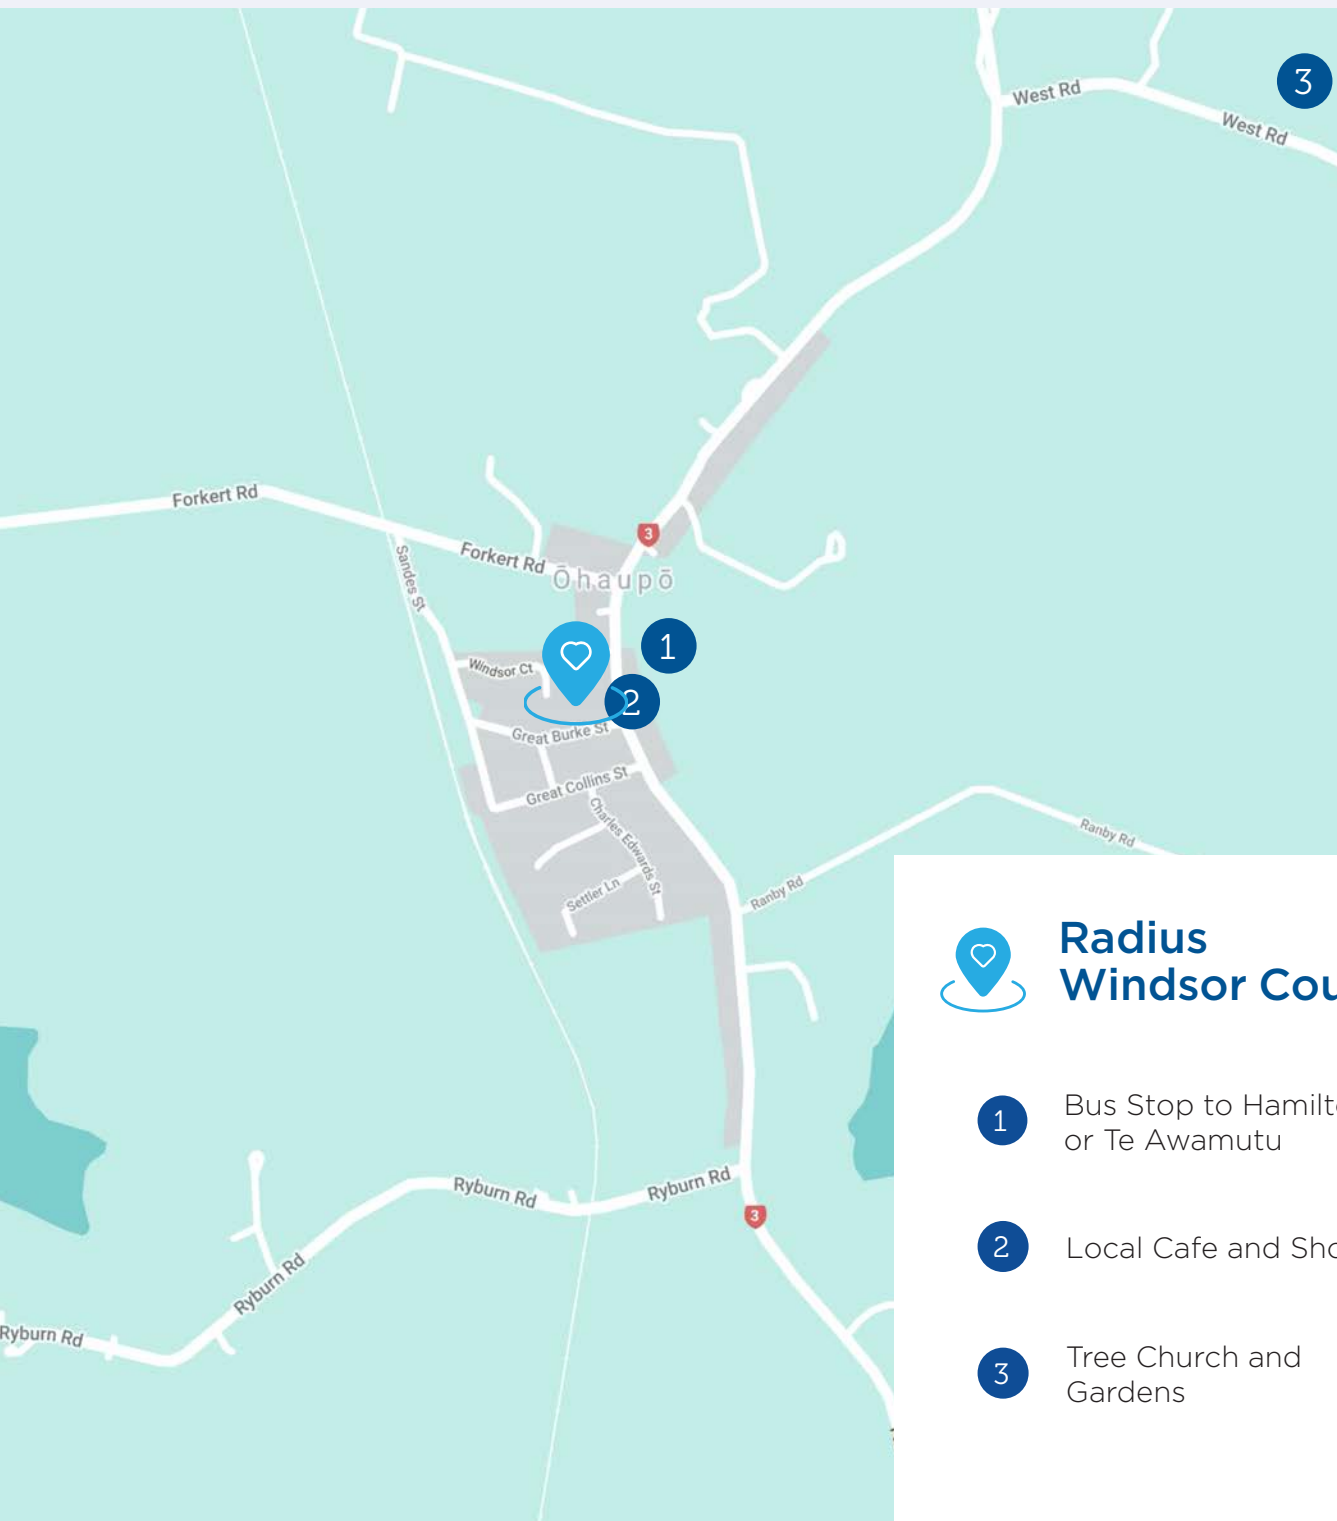 3
West Rd
West Rd
Forkert Rd
Forkert Rd
3
Ōhaupō
Sandes St
1
Windsor Ct
2
Great Burke St
Great Collins St
Charles Edwards St
Settler Ln
Ranby Rd
Ranby Rd
Radius
Windsor Cou
1
Bus Stop to Hamilt
or Te Awamutu
Ryburn Rd
Ryburn Rd
3
2
Local Cafe and Sho
Ryburn Rd
Ryburn Rd
3
Tree Church and
Gardens